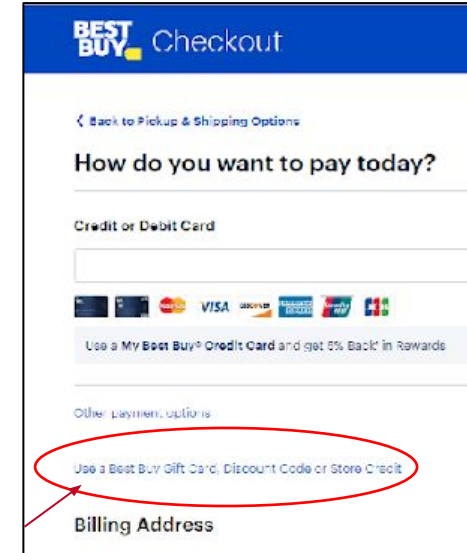 BEST BUY Checkout
Back to Pickup & Shipping Options
How do you want to pay today?
Credit or Debit Card
VISA DISCOVER
Use a My Best Buy® Credit Card and get 5% Back¹ in Rewards
Other payment options
Use a Best Buy Gift Card, Discount Code or Store Credit
Billing Address